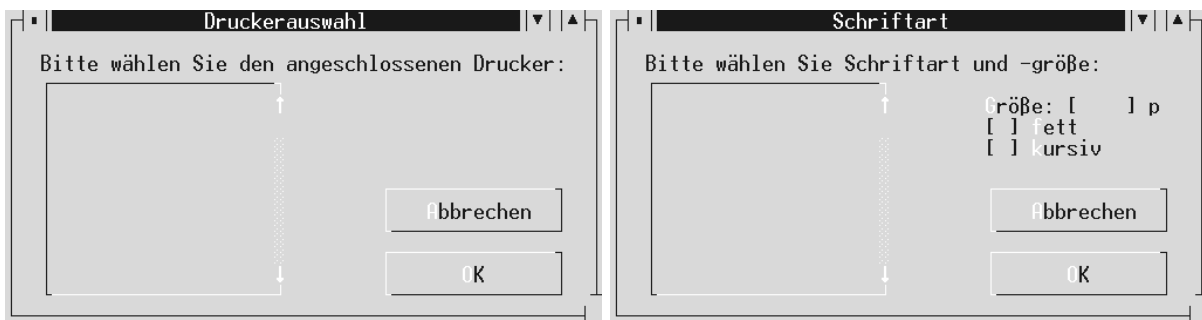 Druckerauswahl
Bitte wählen Sie den angeschlossenen Drucker:
Abbrechen
OK
Schriftart
Bitte wählen Sie Schriftart und -größe:
Größe: [    ] p
[ ] fett
[ ] kursiv
Abbrechen
OK